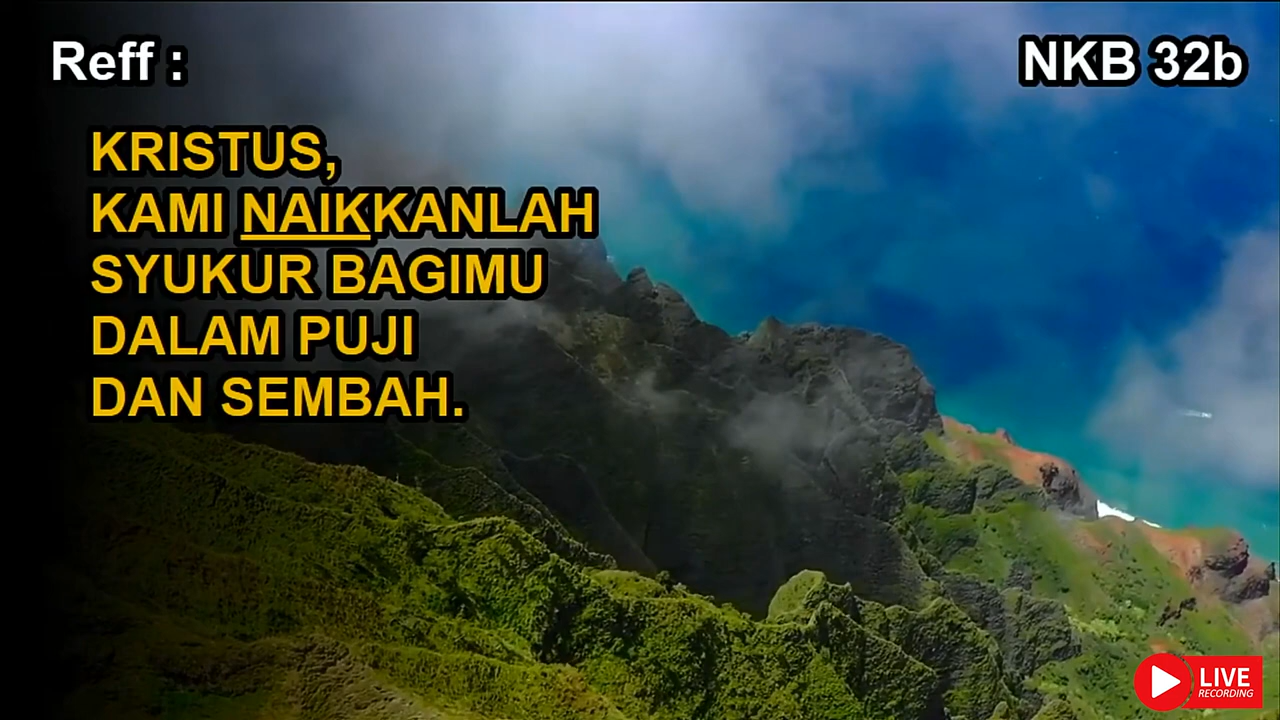 Reff :
NKB 32b
KRISTUS,
KAMI NAIKKANLAH
SYUKUR BAGIMU
DALAM PUJI
DAN SEMBAH.
LIVE
RECORDING